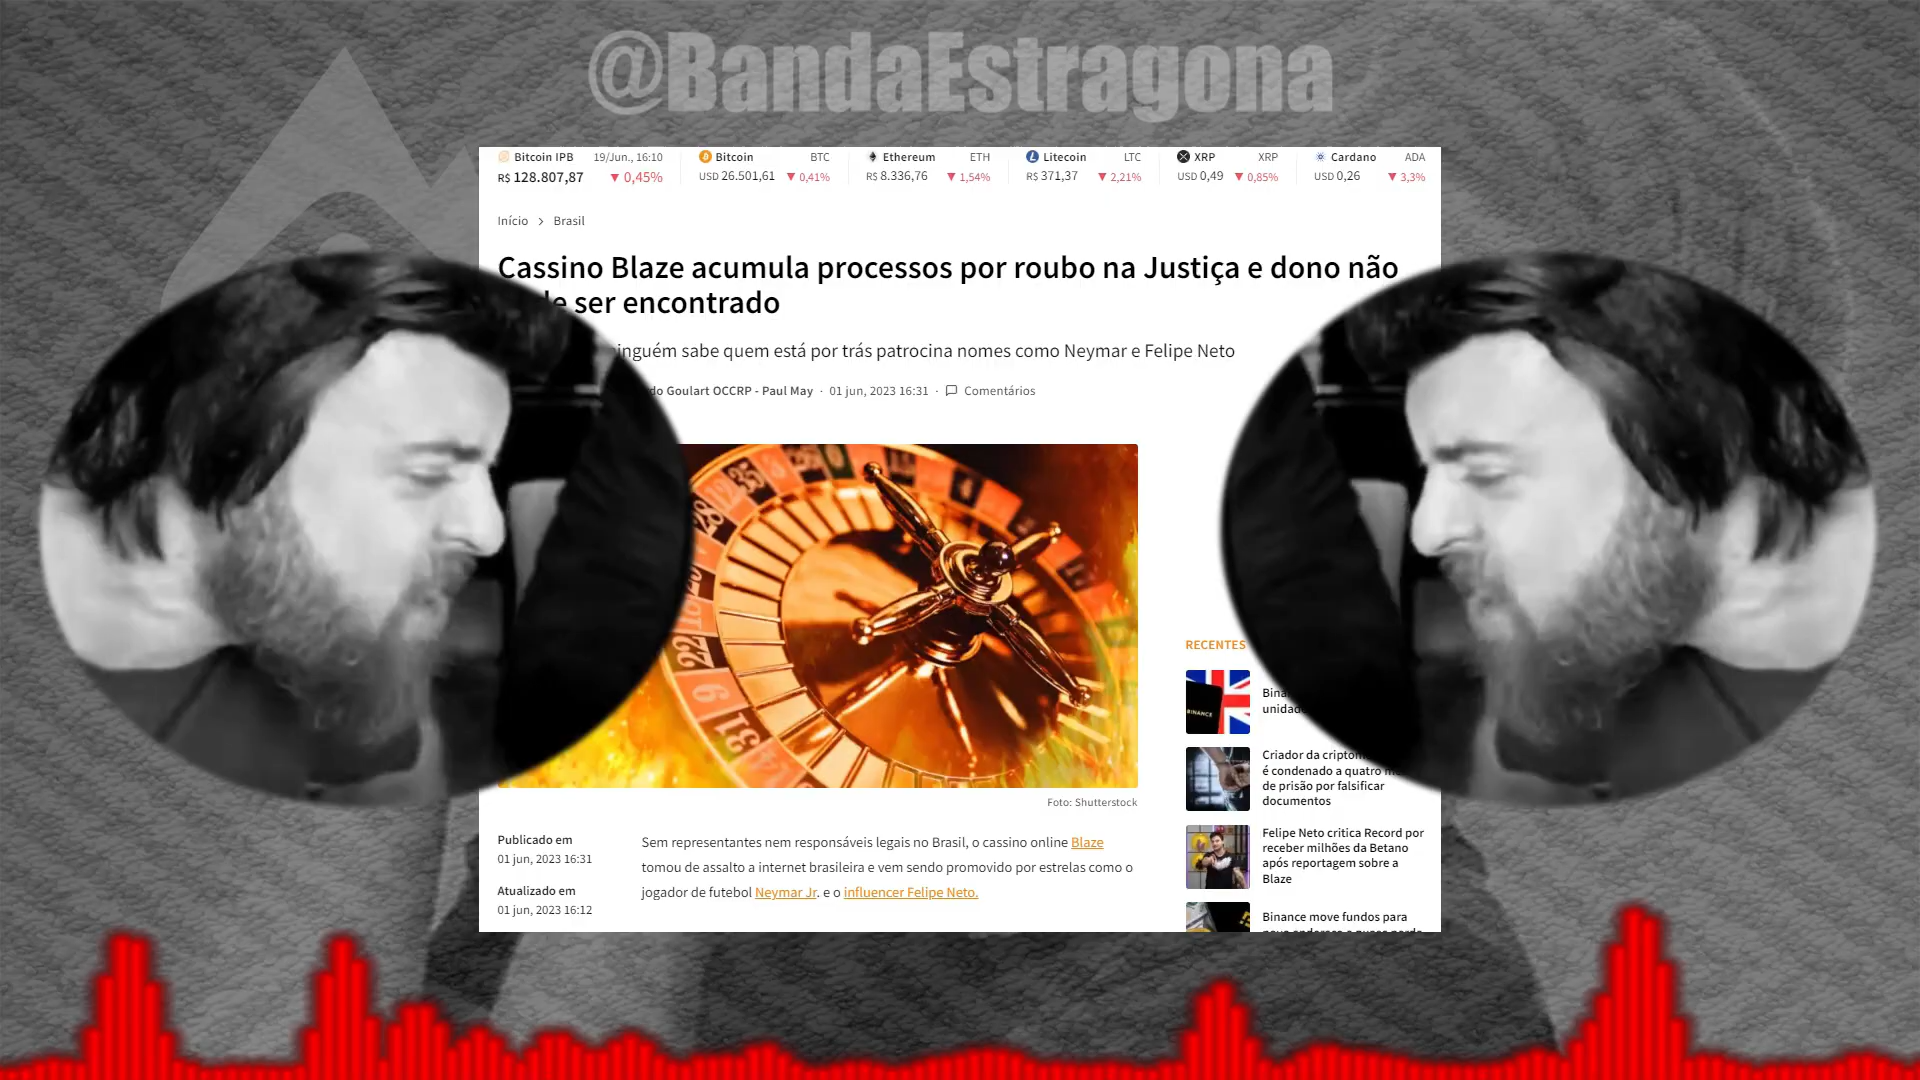 @BandaEstragona
Bitcoin IPB 19/Jun., 16:10
R$ 128.807,87 ▼ 0,45%
Bitcoin BTC
USD 26.501,61 ▼ 0,41%
Ethereum ETH
R$ 8.336,76 ▼ 1,54%
Litecoin LTC
R$ 371,37 ▼ 2,21%
XRP XRP
USD 0,49 ▼ 0,85%
Cardano ADA
USD 0,26 ▼ 3,3%
Início > Brasil
Cassino Blaze acumula processos por roubo na Justiça e dono não
ser encontrado
sabe quem está por trás patrocina nomes como Neymar e Felipe Neto
Goulart OCCRP - Paul May · 01 jun, 2023 16:31 · Comentários
35
28
22
9
31
Foto: Shutterstock
Publicado em
01 jun, 2023 16:31
Atualizado em
01 jun, 2023 16:12
Sem representantes nem responsáveis legais no Brasil, o cassino online Blaze
tomou de assalto a internet brasileira e vem sendo promovido por estrelas como o
jogador de futebol Neymar Jr. e o influencer Felipe Neto.
RECENTES
BINANCE
Criador da
é condenado a quatro
de prisão por falsificar
documentos
Felipe Neto critica Record por
receber milhões da Betano
após reportagem sobre a
Blaze
Binance move fundos para